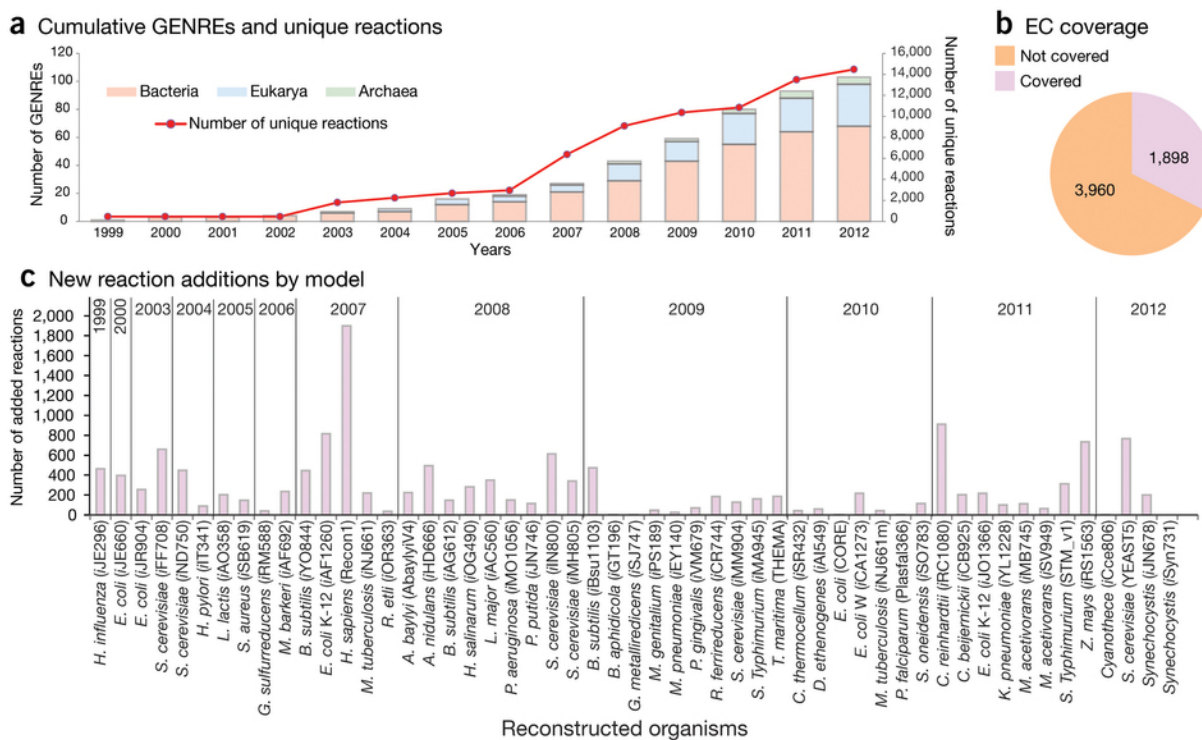 a Cumulative GENREs and unique reactions
Number of GENREs
120
100
80
60
40
20
0
Bacteria
Eukarya
Archaea
Number of unique reactions
16,000
14,000
12,000
10,000
8,000
6,000
4,000
2,000
0
Number of unique reactions
1999 2000 2001 2002 2003 2004 2005 2006 2007 2008 2009 2010 2011 2012
Years
b EC coverage
Not covered
Covered
1,898
3,960
c New reaction additions by model
Number of added reactions
2,000
1,800
1,600
1,400
1,200
1,000
800
600
400
200
0
1999
2000
2003
2004
2005
2006
2007
2008
2009
2010
2011
2012
H. influenza (iJE296)
E. coli (iJE660)
E. coli (iJR904)
S. cerevisiae (iFF708)
S. cerevisiae (iND750)
H. pylori (iIT341)
L. lactis (iAO358)
S. aureus (iSB619)
G. sulfurreducens (iRM588)
M. barkeri (iAF692)
B. subtilis (iYO844)
E. coli K-12 (iAF1260)
H. sapiens (Recon1)
M. tuberculosis (iNJ661)
R. etli (iOR363)
A. baylyi (AbaylyiV4)
A. nidulans (iHD666)
B. subtilis (iAG612)
H. salinarum (iOG490)
L. major (iAC560)
P. aeruginosa (iMO1056)
P. putida (iJN746)
S. cerevisiae (iIN800)
S. cerevisiae (iMH805)
B. subtilis (iBsu1103)
B. aphidicola (iGT196)
G. metallireducens (iSJ747)
M. genitalium (iPS189)
M. pneumoniae (iEY140)
P. gingivalis (iVM679)
R. ferrireducens (iCR744)
S. cerevisiae (iMM904)
S. Typhimurium (iMA945)
T. maritima (THEMA)
C. thermocellum (iSR432)
D. ethenogenes (iAI549)
E. coli (CORE)
E. coli W (iCA1273)
M. tuberculosis (iNJ661m)
P. falciparum (Plasfal366)
S. oneidensis (iSO783)
C. reinhardtii (iRC1080)
C. beijernickii (iCB925)
E. coli K-12 (iJO1366)
K. pneumoniae (iYL1228)
M. acetivorans (iMB745)
M. acetivorans (iSV949)
S. Typhimurium (STM_v1)
Z. mays (iRS1563)
Cyanothece (iCce806)
S. cerevisiae (YEAST5)
Synechocystis (iJN678)
Synechocystis (iSyn731)
Reconstructed organisms